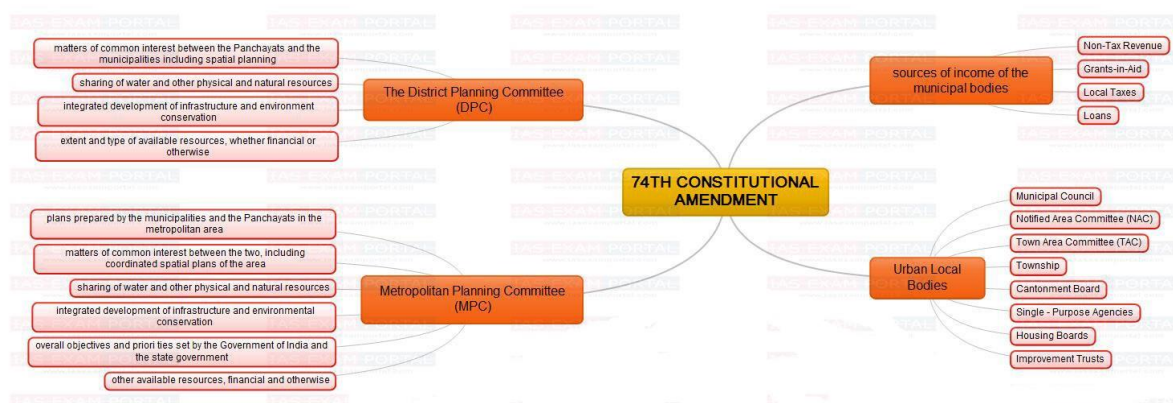 74TH CONSTITUTIONAL
AMENDMENT
The District Planning Committee
(DPC)
matters of common interest between the Panchayats and the
municipalities including spatial planning
sharing of water and other physical and natural resources
integrated development of infrastructure and environment
conservation
extent and type of available resources, whether financial or
otherwise
Metropolitan Planning Committee
(MPC)
plans prepared by the municipalities and the Panchayats in the
metropolitan area
matters of common interest between the two, including
coordinated spatial plans of the area
sharing of water and other physical and natural resources
integrated development of infrastructure and environmental
conservation
overall objectives and priori ties set by the Government of India and
the state government
other available resources, financial and otherwise
sources of income of the
municipal bodies
Non-Tax Revenue
Grants-in-Aid
Local Taxes
Loans
Urban Local
Bodies
Municipal Council
Notified Area Committee (NAC)
Town Area Committee (TAC)
Township
Cantonment Board
Single - Purpose Agencies
Housing Boards
Improvement Trusts
IAS EXAM PORTAL